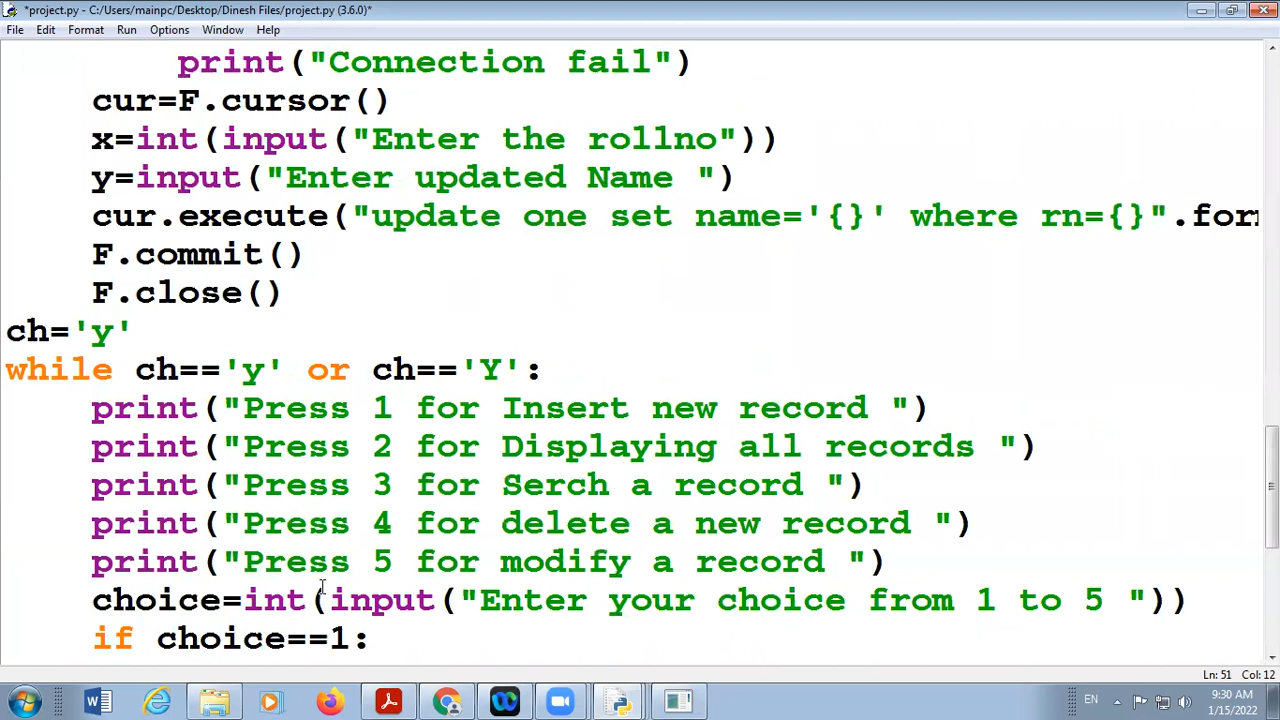 *project.py - C:/Users/mainpc/Desktop/Dinesh Files/project.py (3.6.0)*
File Edit Format Run Options Window Help
print("Connection fail")
cur=F.cursor()
x=int(input("Enter the rollno"))
y=input("Enter updated Name ")
cur.execute("update one set name='{}' where rn={}".for
F.commit()
F.close()
ch='y'
while ch=='y' or ch=='Y':
print("Press 1 for Insert new record ")
print("Press 2 for Displaying all records ")
print("Press 3 for Serch a record ")
print("Press 4 for delete a new record ")
print("Press 5 for modify a record ")
choice=int(input("Enter your choice from 1 to 5 "))
if choice==1:
Ln: 51 Col: 12
EN
9:30 AM
1/15/2022